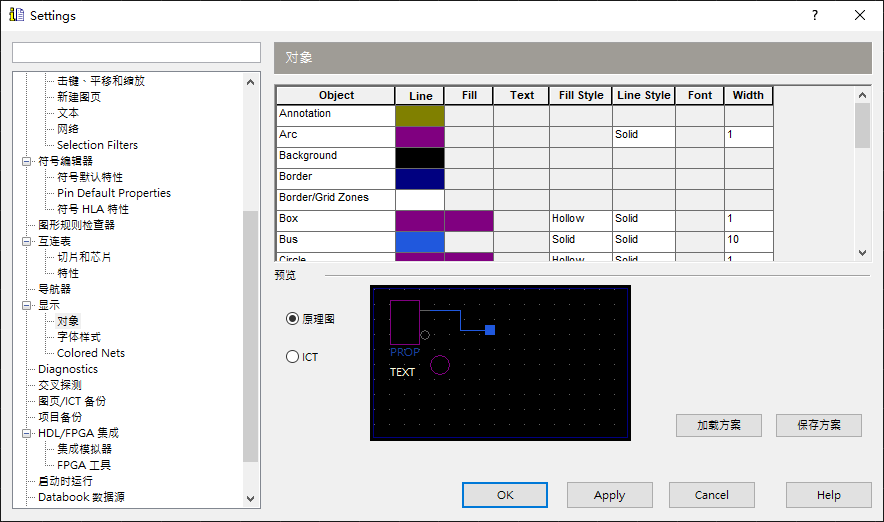 Settings
?
击键、平移和缩放
新建图页
文本
网络
Selection Filters
符号编辑器
符号默认特性
Pin Default Properties
符号 HLA 特性
图形规则检查器
互连表
切片和芯片
特性
导航器
显示
对象
字体样式
Colored Nets
Diagnostics
交叉探测
图页/ICT 备份
项目备份
HDL/FPGA 集成
集成模拟器
FPGA 工具
启动时运行
Databook 数据源
对象
Object Line Fill Text Fill Style Line Style Font Width
Annotation
Arc Solid 1
Background
Border
Border/Grid Zones
Box Hollow Solid 1
Bus Solid Solid 10
Circle Hollow Solid 1
预览
原理图
ICT
PROP
TEXT
加载方案 保存方案
OK Apply Cancel Help